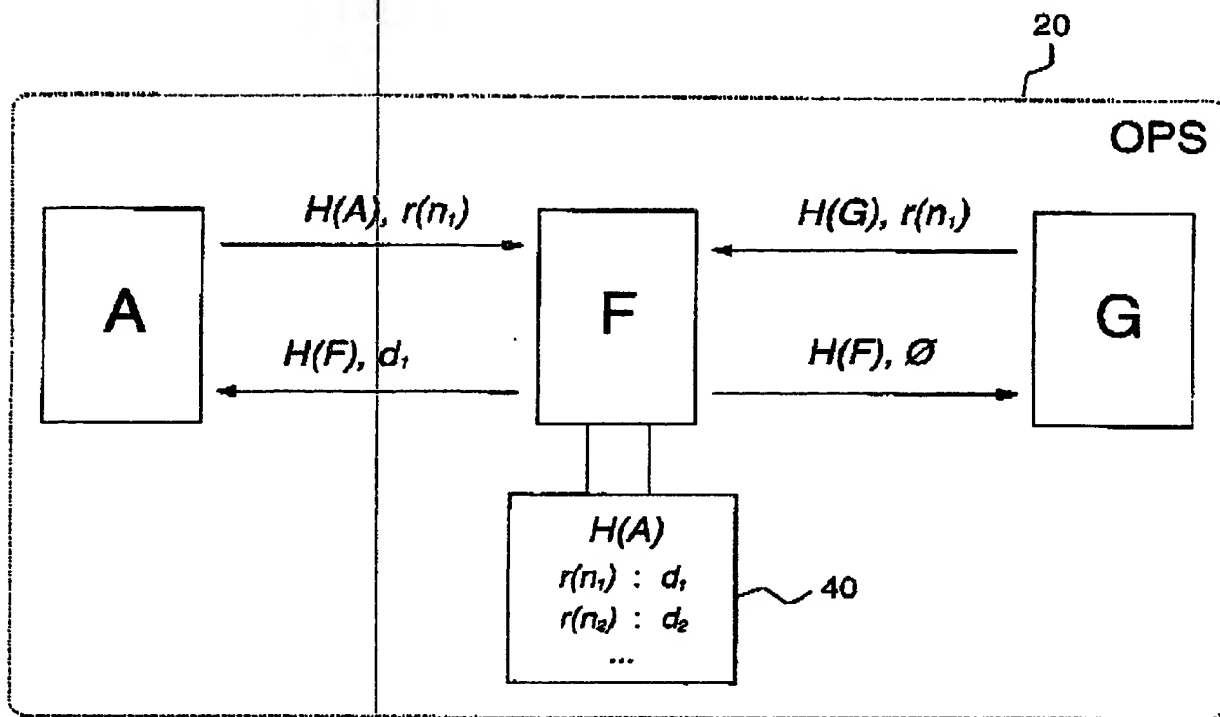 20
OPS
H(A), r(n₁)
H(G), r(n₁)
A
F
G
H(F), d₁
H(F), Ø
H(A)
r(n₁) : d₁
r(n₂) : d₂
...
40